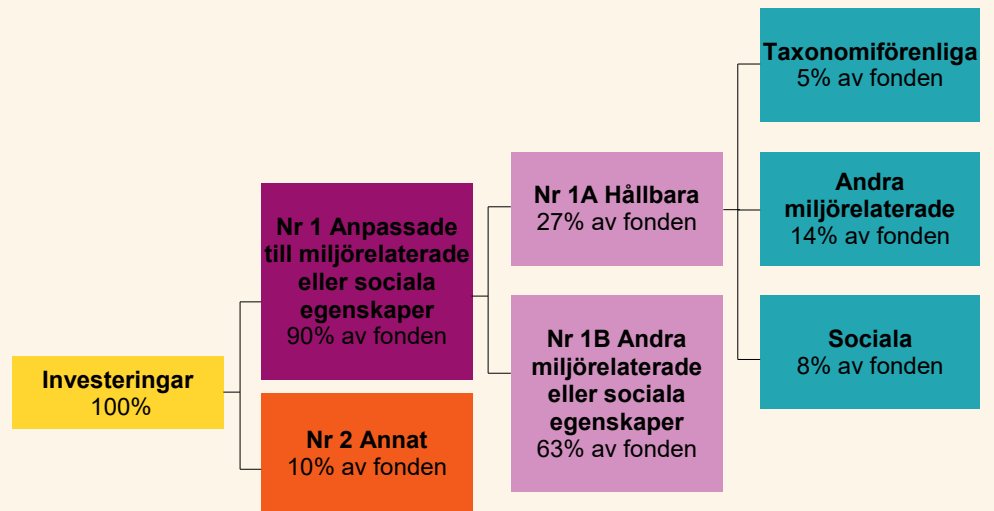 Investeringar
100%
Nr 1 Anpassade
till miljörelaterade
eller sociala
egenskaper
90% av fonden
Nr 2 Annat
10% av fonden
Nr 1A Hållbara
27% av fonden
Nr 1B Andra
miljörelaterade
eller sociala
egenskaper
63% av fonden
Taxonomiförenliga
5% av fonden
Andra
miljörelaterade
14% av fonden
Sociala
8% av fonden